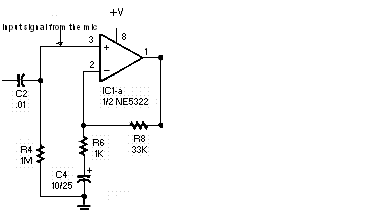 +V
Input signal from the mic
8
3
1
2
IC1-a
1/2 NE5322
C2
.01
R4
1M
R6
1K
R8
33K
C4
10/25